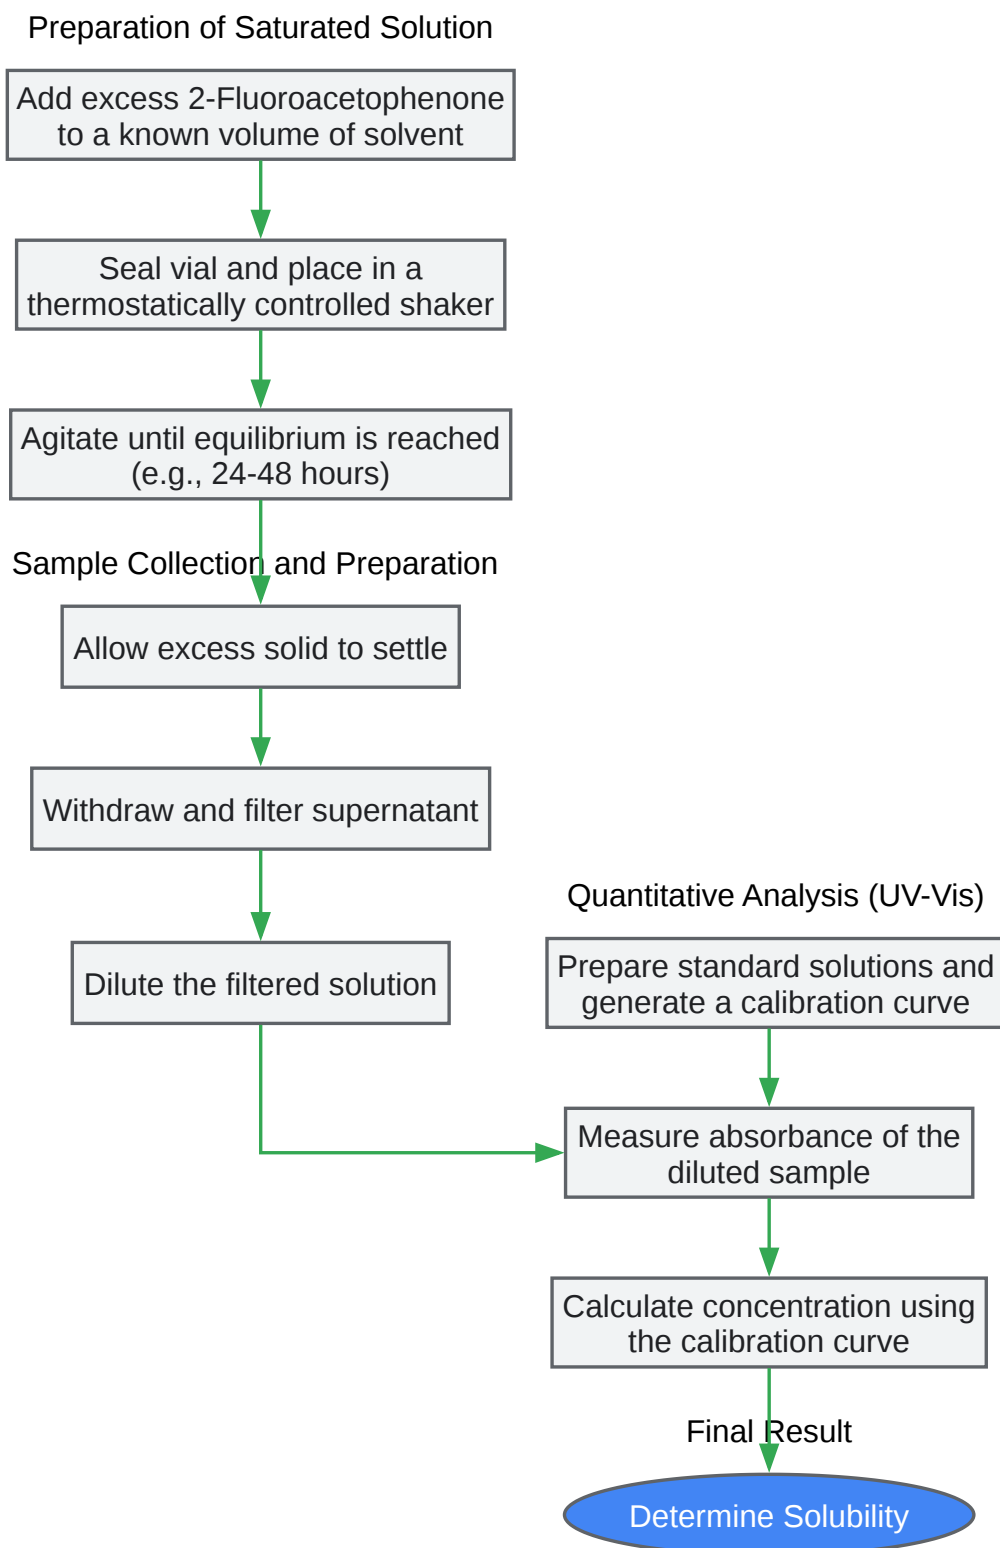 Preparation of Saturated Solution
Add excess 2-Fluoroacetophenone
to a known volume of solvent
Seal vial and place in a
thermostatically controlled shaker
Agitate until equilibrium is reached
(e.g., 24-48 hours)
Sample Collection and Preparation
Allow excess solid to settle
Withdraw and filter supernatant
Dilute the filtered solution
Quantitative Analysis (UV-Vis)
Prepare standard solutions and
generate a calibration curve
Measure absorbance of the
diluted sample
Calculate concentration using
the calibration curve
Final Result
Determine Solubility